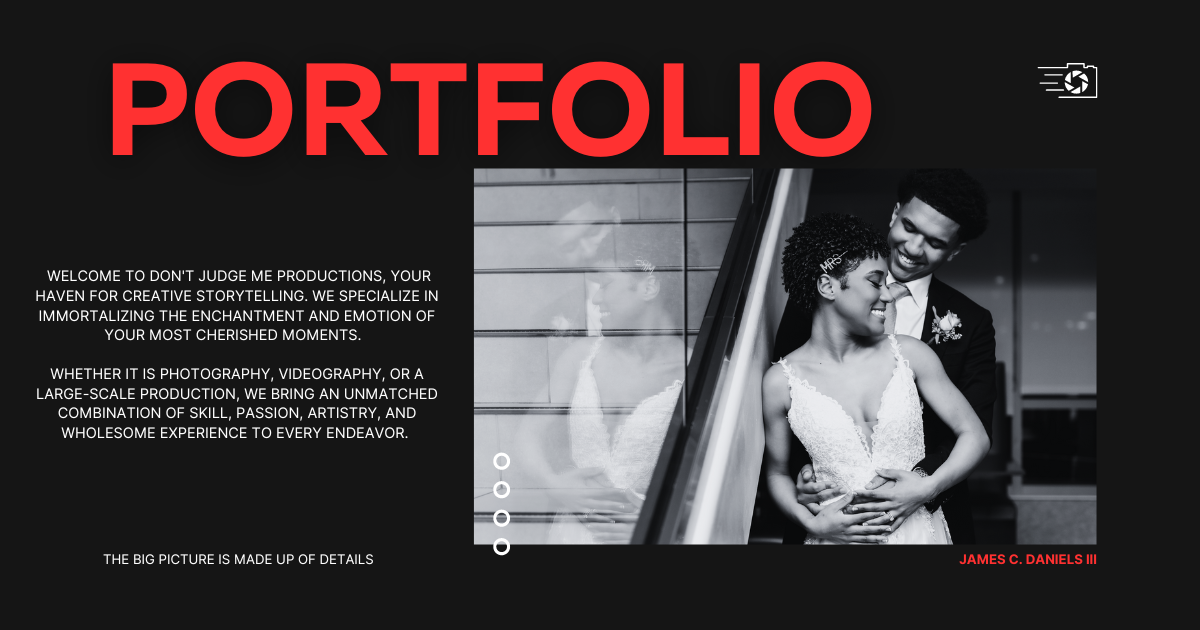 PORTFOLIO
MRS
WELCOME TO DON'T JUDGE ME PRODUCTIONS, YOUR
HAVEN FOR CREATIVE STORYTELLING. WE SPECIALIZE IN
IMMORTALIZING THE ENCHANTMENT AND EMOTION OF
YOUR MOST CHERISHED MOMENTS.
WHETHER IT IS PHOTOGRAPHY, VIDEOGRAPHY, OR A
LARGE-SCALE PRODUCTION, WE BRING AN UNMATCHED
COMBINATION OF SKILL, PASSION, ARTISTRY, AND
WHOLESOME EXPERIENCE TO EVERY ENDEAVOR.
THE BIG PICTURE IS MADE UP OF DETAILS
JAMES C. DANIELS III